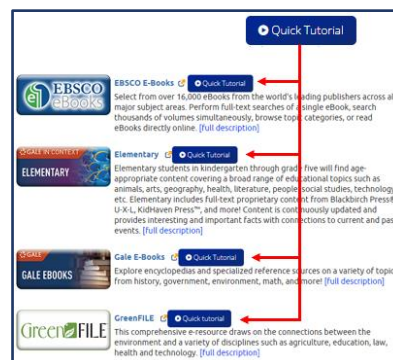 Quick Tutorial
EBSCO eBooks
EBSCO E-Books Quick Tutorial
Select from over 16,000 eBooks from the world's leading publishers across al
major subject areas. Perform full-text searches of a single eBook, search
thousands of volumes simultaneously, browse topic categories, or read
eBooks directly online. [full description]
GALE IN CONTEXT
ELEMENTARY
Elementary Quick Tutorial
Elementary students in kindergarten through grade five will find age-
appropriate content covering a broad range of educational topics such as
animals, arts, geography, health, literature, people, social studies, technology
etc. Elementary includes full-text proprietary content from Blackbirch Press®
U-X-L, KidHaven Press™, and more! Content is continuously updated and
provides interesting and important facts with connections to current and pas
events. [full description]
GALE
GALE EBOOKS
Gale E-Books Quick Tutorial
Explore encyclopedias and specialized reference sources on a variety of topic
from history, government, environment, math, and more! [full description]
GreenFILE
GreenFILE Quick tutorial
This comprehensive e-resource draws on the connections between the
environment and a variety of disciplines such as agriculture, education, law,
health and technology. [full description]